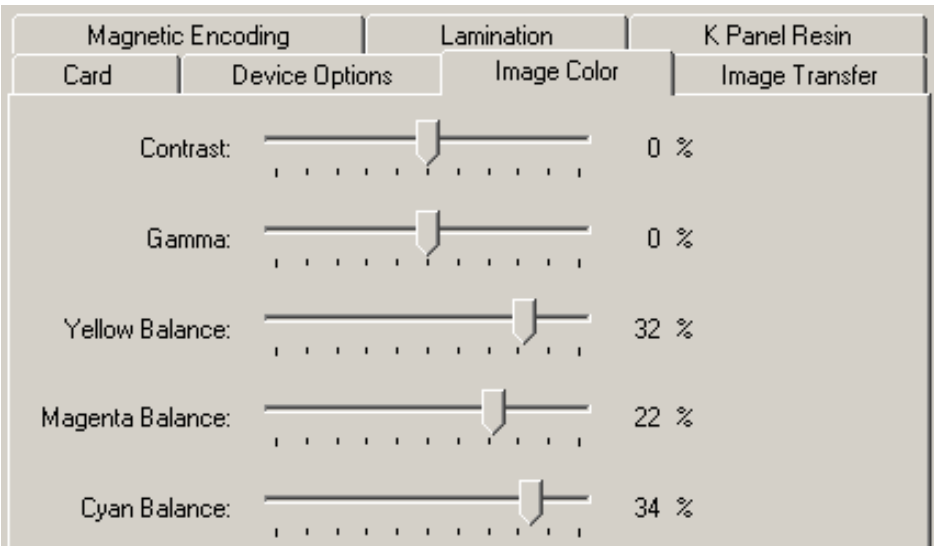 Magnetic Encoding Lamination K Panel Resin
Card Device Options Image Color Image Transfer
Contrast: 0 %
Gamma: 0 %
Yellow Balance: 32 %
Magenta Balance: 22 %
Cyan Balance: 34 %